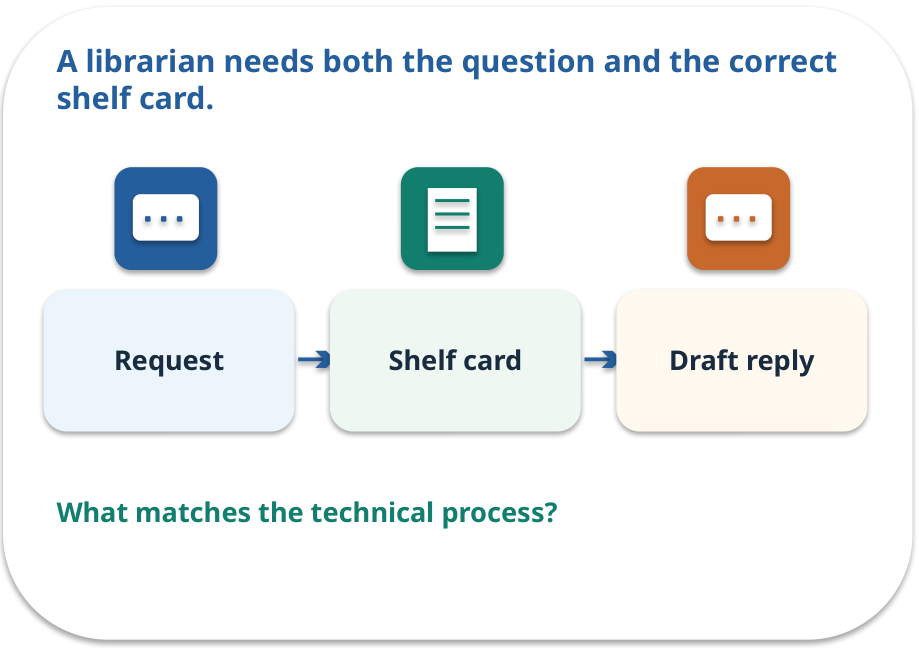 A librarian needs both the question and the correct
shelf card.
Request
Shelf card
Draft reply
What matches the technical process?